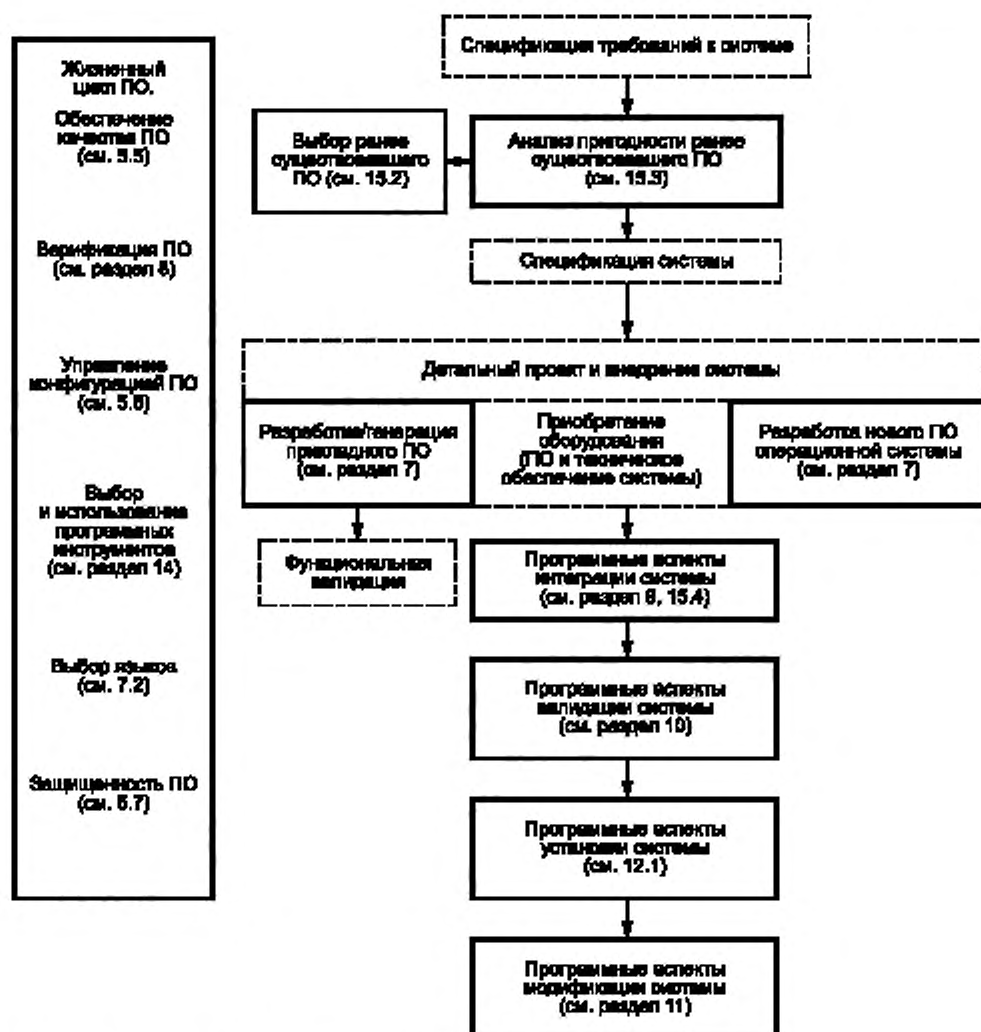 Жизненный
цикл ПО.
Обеспечение
качества ПО
(см. 5.5)
Верификация ПО
(см. раздел 8)
Управление
конфигурацией ПО
(см. 5.6)
Выбор
и использование
программных
инструментов
(см. раздел 14)
Выбор языков
(см. 7.2)
Защищенность ПО
(см. 5.7)
Спецификация требований к системе
Выбор ранее
существовавшего
ПО (см. 15.2)
Анализ пригодности ранее
существовавшего ПО
(см. 15.3)
Спецификация системы
Детальный проект и внедрение системы
Разработка/генерация
прикладного ПО
(см. раздел 7)
Приобретение
оборудования
(ПО и техническое
обеспечение системы)
Разработка нового ПО
операционной системы
(см. раздел 7)
Функциональная
валидация
Программные аспекты
интеграции системы
(см. раздел 9, 15.4)
Программные аспекты
валидации системы
(см. раздел 10)
Программные аспекты
установки системы
(см. 12.1)
Программные аспекты
модификации системы
(см. раздел 11)